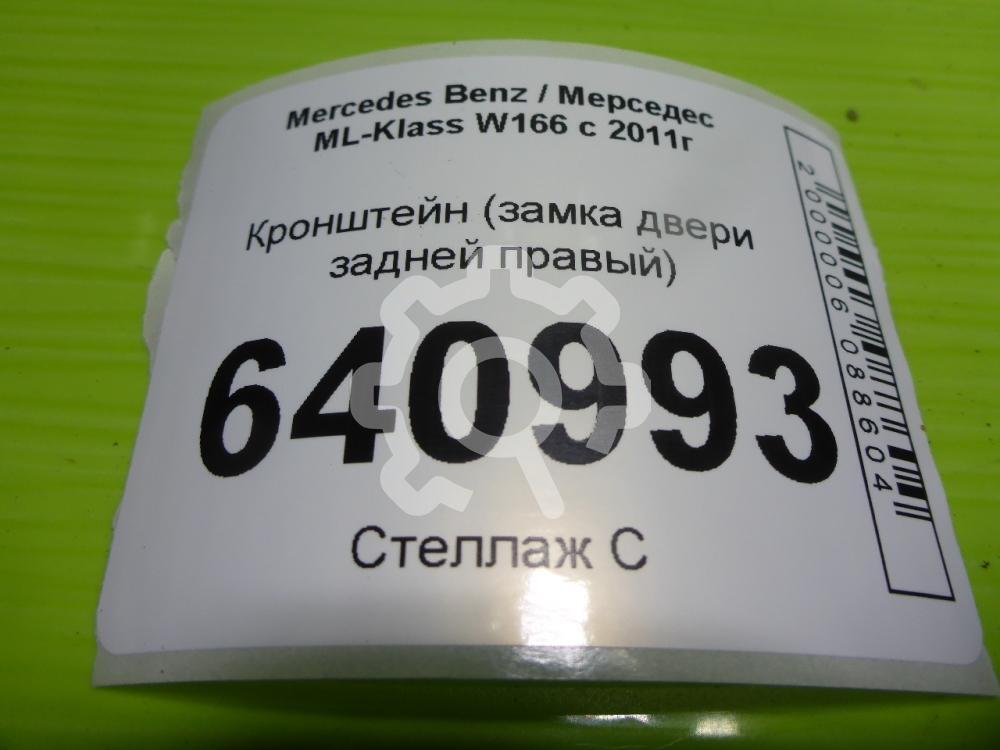 Mercedes Benz / Мерседес
ML-Klass W166 с 2011г
Кронштейн (замка двери
задней правый)
640993
Стеллаж С
2000006088604